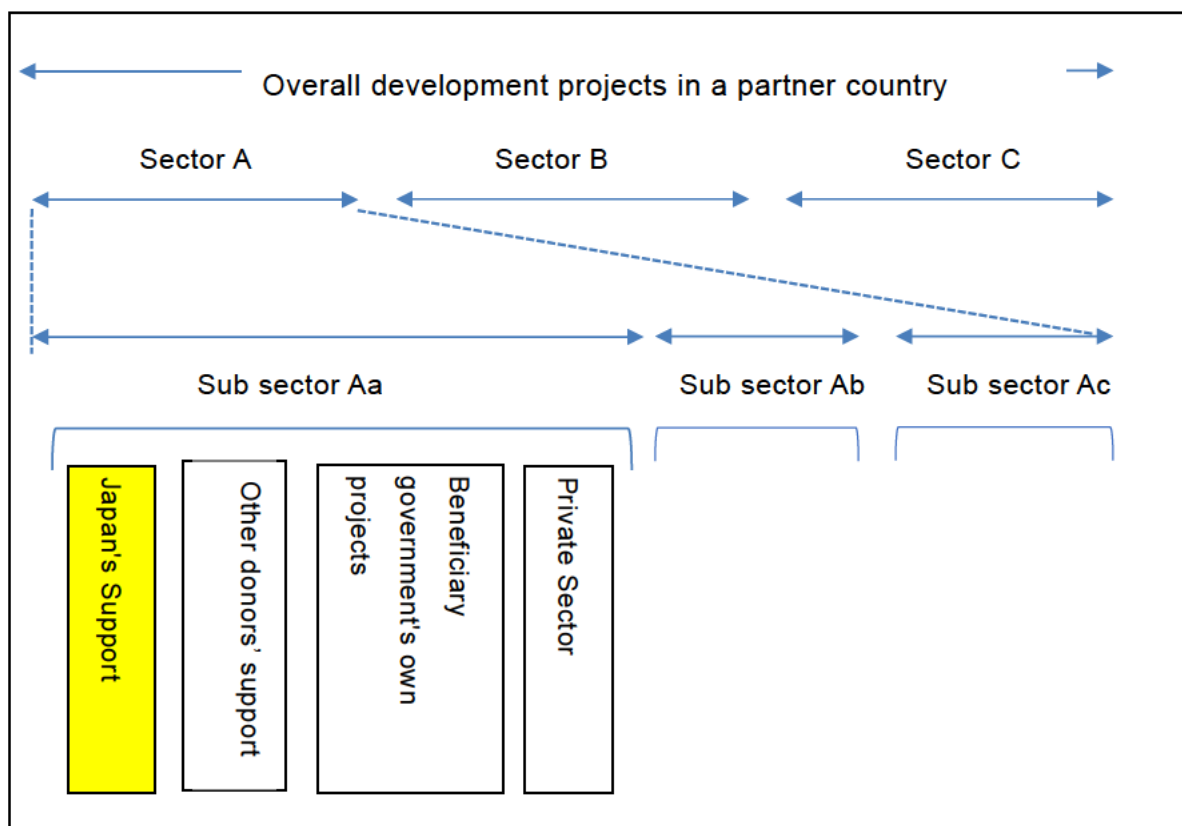 Overall development projects in a partner country
Sector A
Sector B
Sector C
Sub sector Aa
Sub sector Ab
Sub sector Ac
Japan's Support
Other donors’ support
Beneficiary
government's own
projects
Private Sector